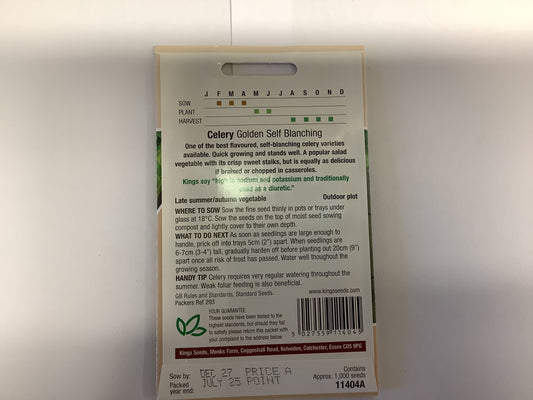 J F M A M J J A S O N D
SOW
PLANT
HARVEST
Celery Golden Self Blanching
One of the best flavoured, self-blanching celery varieties
available. Quick growing and stands well. A popular salad
vegetable with its crisp sweet stalks, but is equally as delicious
if braised or chopped in casseroles.
Kings say "high in sodium and potassium and traditionally
used as a diuretic."
Late summer/autumn vegetable Outdoor plot
WHERE TO SOW Sow the fine seed thinly in pots or trays under
glass at 18°C. Sow the seeds on the top of moist seed sowing
compost and lightly cover to their own depth.
WHAT TO DO NEXT As soon as seedlings are large enough to
handle, prick off into trays 5cm (2") apart. When seedlings are
6-7cm (3-4") tall, gradually harden off before planting out 20cm (9")
apart once all risk of frost has passed. Water well thoughout the
growing season.
HANDY TIP Celery requires very regular watering throughout the
summer. Weak foliar feeding is also beneficial.
GB Rules and Standards, Standard Seeds.
Packers Ref 293
www.kingsseeds.com
YOUR GUARANTEE
These seeds have been tested to the
highest standards, but should they fail
to satisfy please return this packet with
your complaint to the address below
5 027559 114049
Kings Seeds, Monks Farm, Coggeshall Road, Kelvedon, Colchester, Essex CO5 9PG
Sow by: DEC 27 PRICE A
Packed
year end: JULY 25 POINT
Contains
Approx. 1,000 seeds
11404A